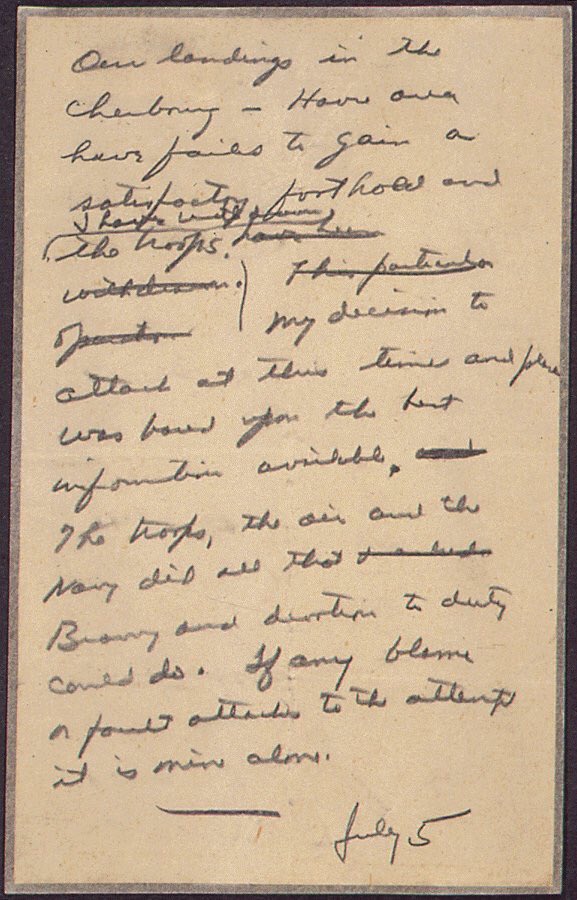 Our landings in the
Cherbourg - Havre area
have failed to gain a
satisfactory foothold and
I have withdrawn
the troops. have been
withdrawn. This particular
operation My decision to
attack at this time and place
was based upon the best
information available, and
The troops, the air and the
Navy did all that
Bravery and devotion to duty
could do. If any blame
or fault attaches to the attempt
it is mine alone.
July 5